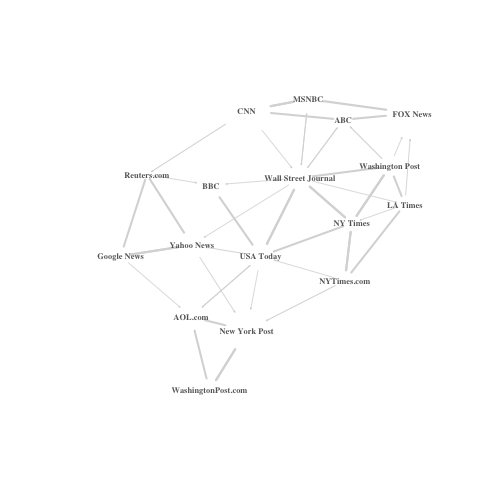 MSNBC
CNN
FOX News
ABC
Washington Post
Reuters.com
Wall Street Journal
BBC
LA Times
NY Times
Yahoo News
Google News
USA Today
NYTimes.com
AOL.com
New York Post
WashingtonPost.com